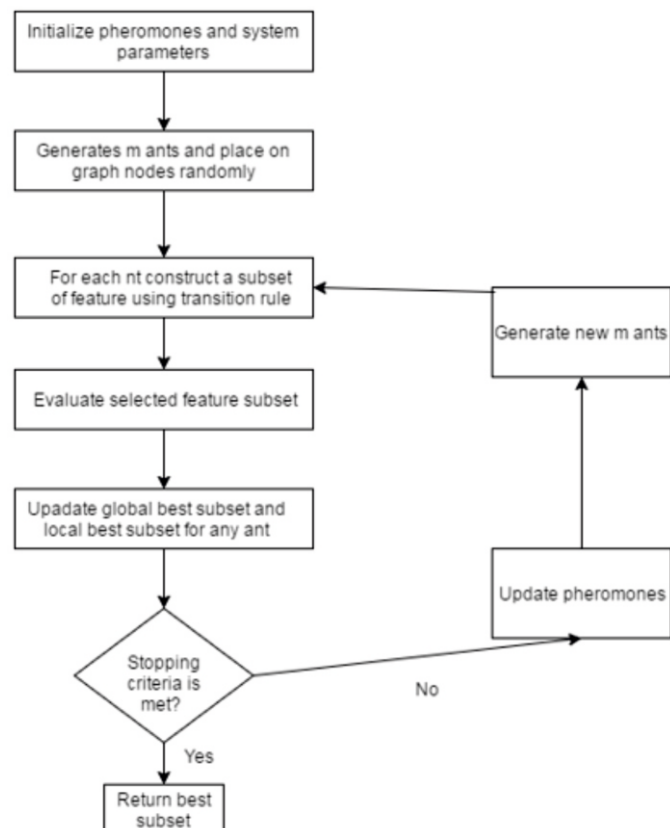 Initialize pheromones and system
parameters
Generates m ants and place on
graph nodes randomly
For each nt construct a subset
of feature using transition rule
Generate new m ants
Evaluate selected feature subset
Upadate global best subset and
local best subset for any ant
Update pheromones
Stopping
criteria is
met?
No
Yes
Return best
subset